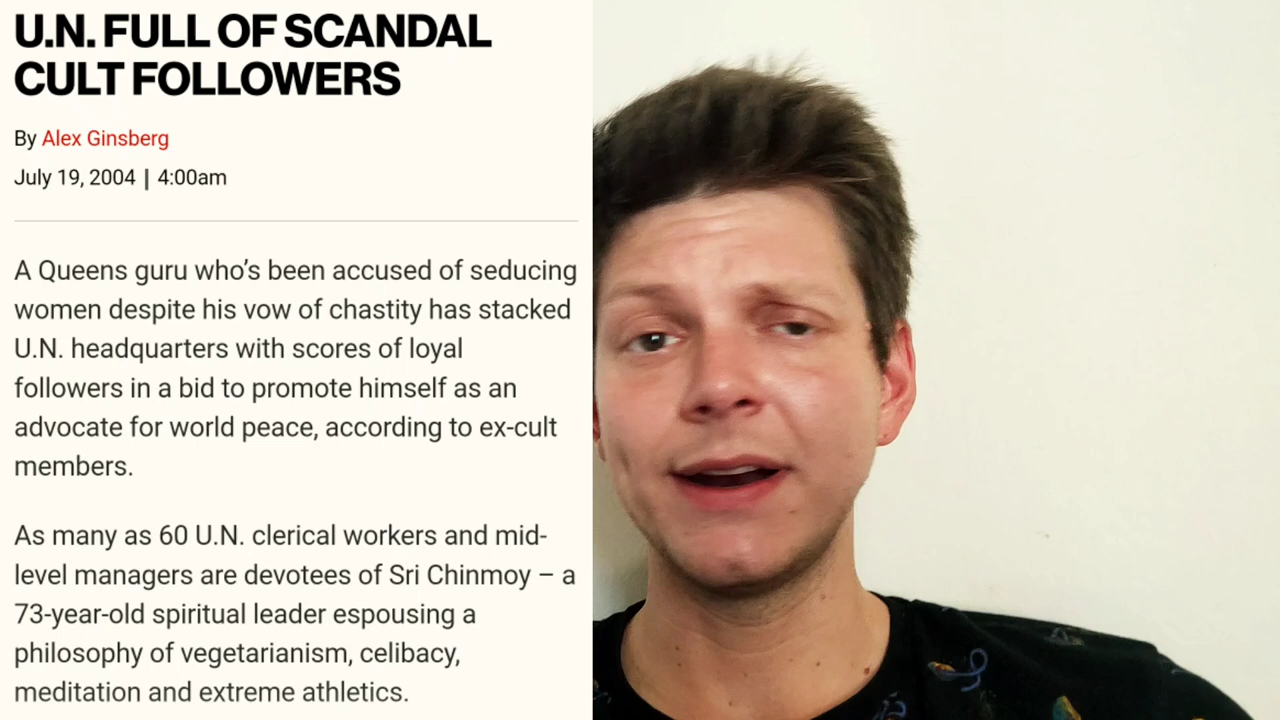 U.N. FULL OF SCANDAL
CULT FOLLOWERS
By Alex Ginsberg
July 19, 2004 | 4:00am
A Queens guru who’s been accused of seducing
women despite his vow of chastity has stacked
U.N. headquarters with scores of loyal
followers in a bid to promote himself as an
advocate for world peace, according to ex-cult
members.
As many as 60 U.N. clerical workers and mid-
level managers are devotees of Sri Chinmoy – a
73-year-old spiritual leader espousing a
philosophy of vegetarianism, celibacy,
meditation and extreme athletics.